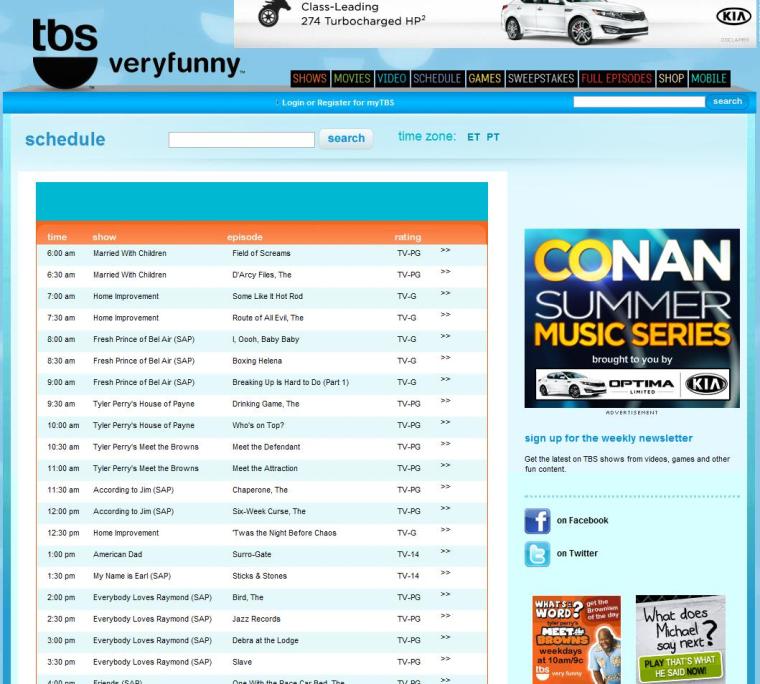 Class-Leading
274 Turbocharged HP²
KIA
DISCLAIMER
tbs
veryfunny™
SHOWS MOVIES VIDEO SCHEDULE GAMES SWEEPSTAKES FULL EPISODES SHOP MOBILE
Login or Register for myTBS
search
schedule
search
time zone: ET PT
time show episode rating
6:00 am Married With Children Field of Screams TV-PG >>
6:30 am Married With Children D'Arcy Files, The TV-PG >>
7:00 am Home Improvement Some Like It Hot Rod TV-G >>
7:30 am Home Improvement Route of All Evil, The TV-G >>
8:00 am Fresh Prince of Bel Air (SAP) I, Oooh, Baby Baby TV-G >>
8:30 am Fresh Prince of Bel Air (SAP) Boxing Helena TV-G >>
9:00 am Fresh Prince of Bel Air (SAP) Breaking Up Is Hard to Do (Part 1) TV-G >>
9:30 am Tyler Perry's House of Payne Drinking Game, The TV-PG >>
10:00 am Tyler Perry's House of Payne Who's on Top? TV-PG >>
10:30 am Tyler Perry's Meet the Browns Meet the Defendant TV-PG >>
11:00 am Tyler Perry's Meet the Browns Meet the Attraction TV-PG >>
11:30 am According to Jim (SAP) Chaperone, The TV-PG >>
12:00 pm According to Jim (SAP) Six-Week Curse, The TV-PG >>
12:30 pm Home Improvement 'Twas the Night Before Chaos TV-G >>
1:00 pm American Dad Surro-Gate TV-14 >>
1:30 pm My Name is Earl (SAP) Sticks & Stones TV-14 >>
2:00 pm Everybody Loves Raymond (SAP) Bird, The TV-PG >>
2:30 pm Everybody Loves Raymond (SAP) Jazz Records TV-PG >>
3:00 pm Everybody Loves Raymond (SAP) Debra at the Lodge TV-PG >>
3:30 pm Everybody Loves Raymond (SAP) Slave TV-PG >>
4:00 pm Friends (SAP) One With the Race Car Bed, The TV-PG >>
CONAN
SUMMER
MUSIC SERIES
brought to you by
OPTIMA
LIMITED
KIA
ADVERTISEMENT
sign up for the weekly newsletter
Get the latest on TBS shows from videos, games and other
fun content.
on Facebook
on Twitter
WHAT'S THE WORD?
get the
Brownism
of the day
tyler perry's
MEET THE
BROWNS
weekdays
at 10am/9c
tbs
very funny
What does
Michael
say next?
PLAY THAT'S WHAT
HE SAID NOW!